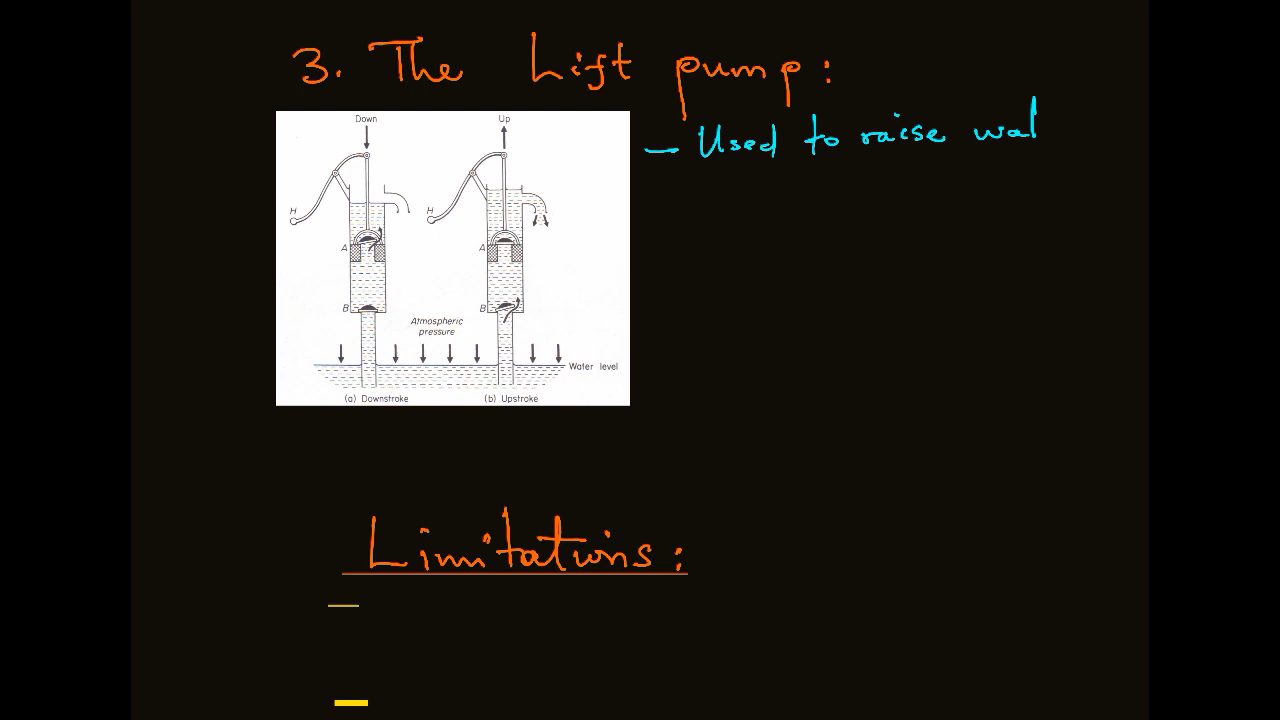 3. The Lift pump:
- Used to raise wat
Down Up
H H
A A
B B
Atmospheric
pressure
Water level
(a) Downstroke (b) Upstroke
Limitations: